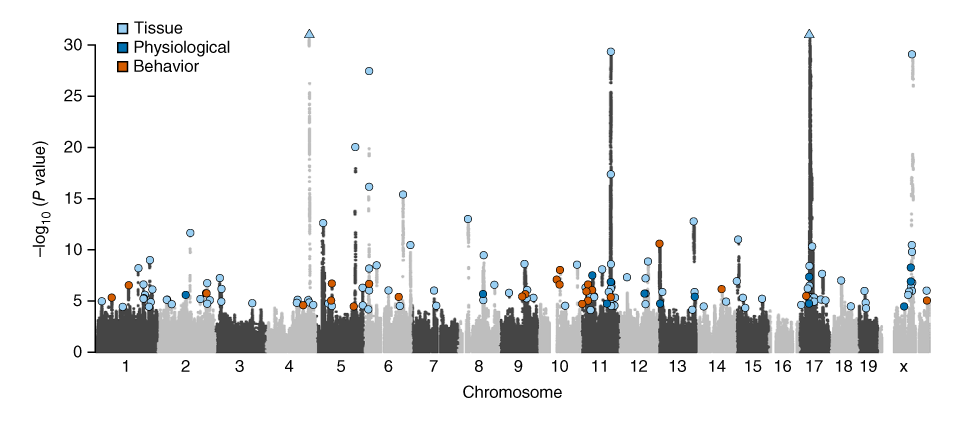 Tissue
Physiological
Behavior
30
25
20
15
10
5
0
–log10 (P value)
1 2 3 4 5 6 7 8 9 10 11 12 13 14 15 16 17 18 19 x
Chromosome